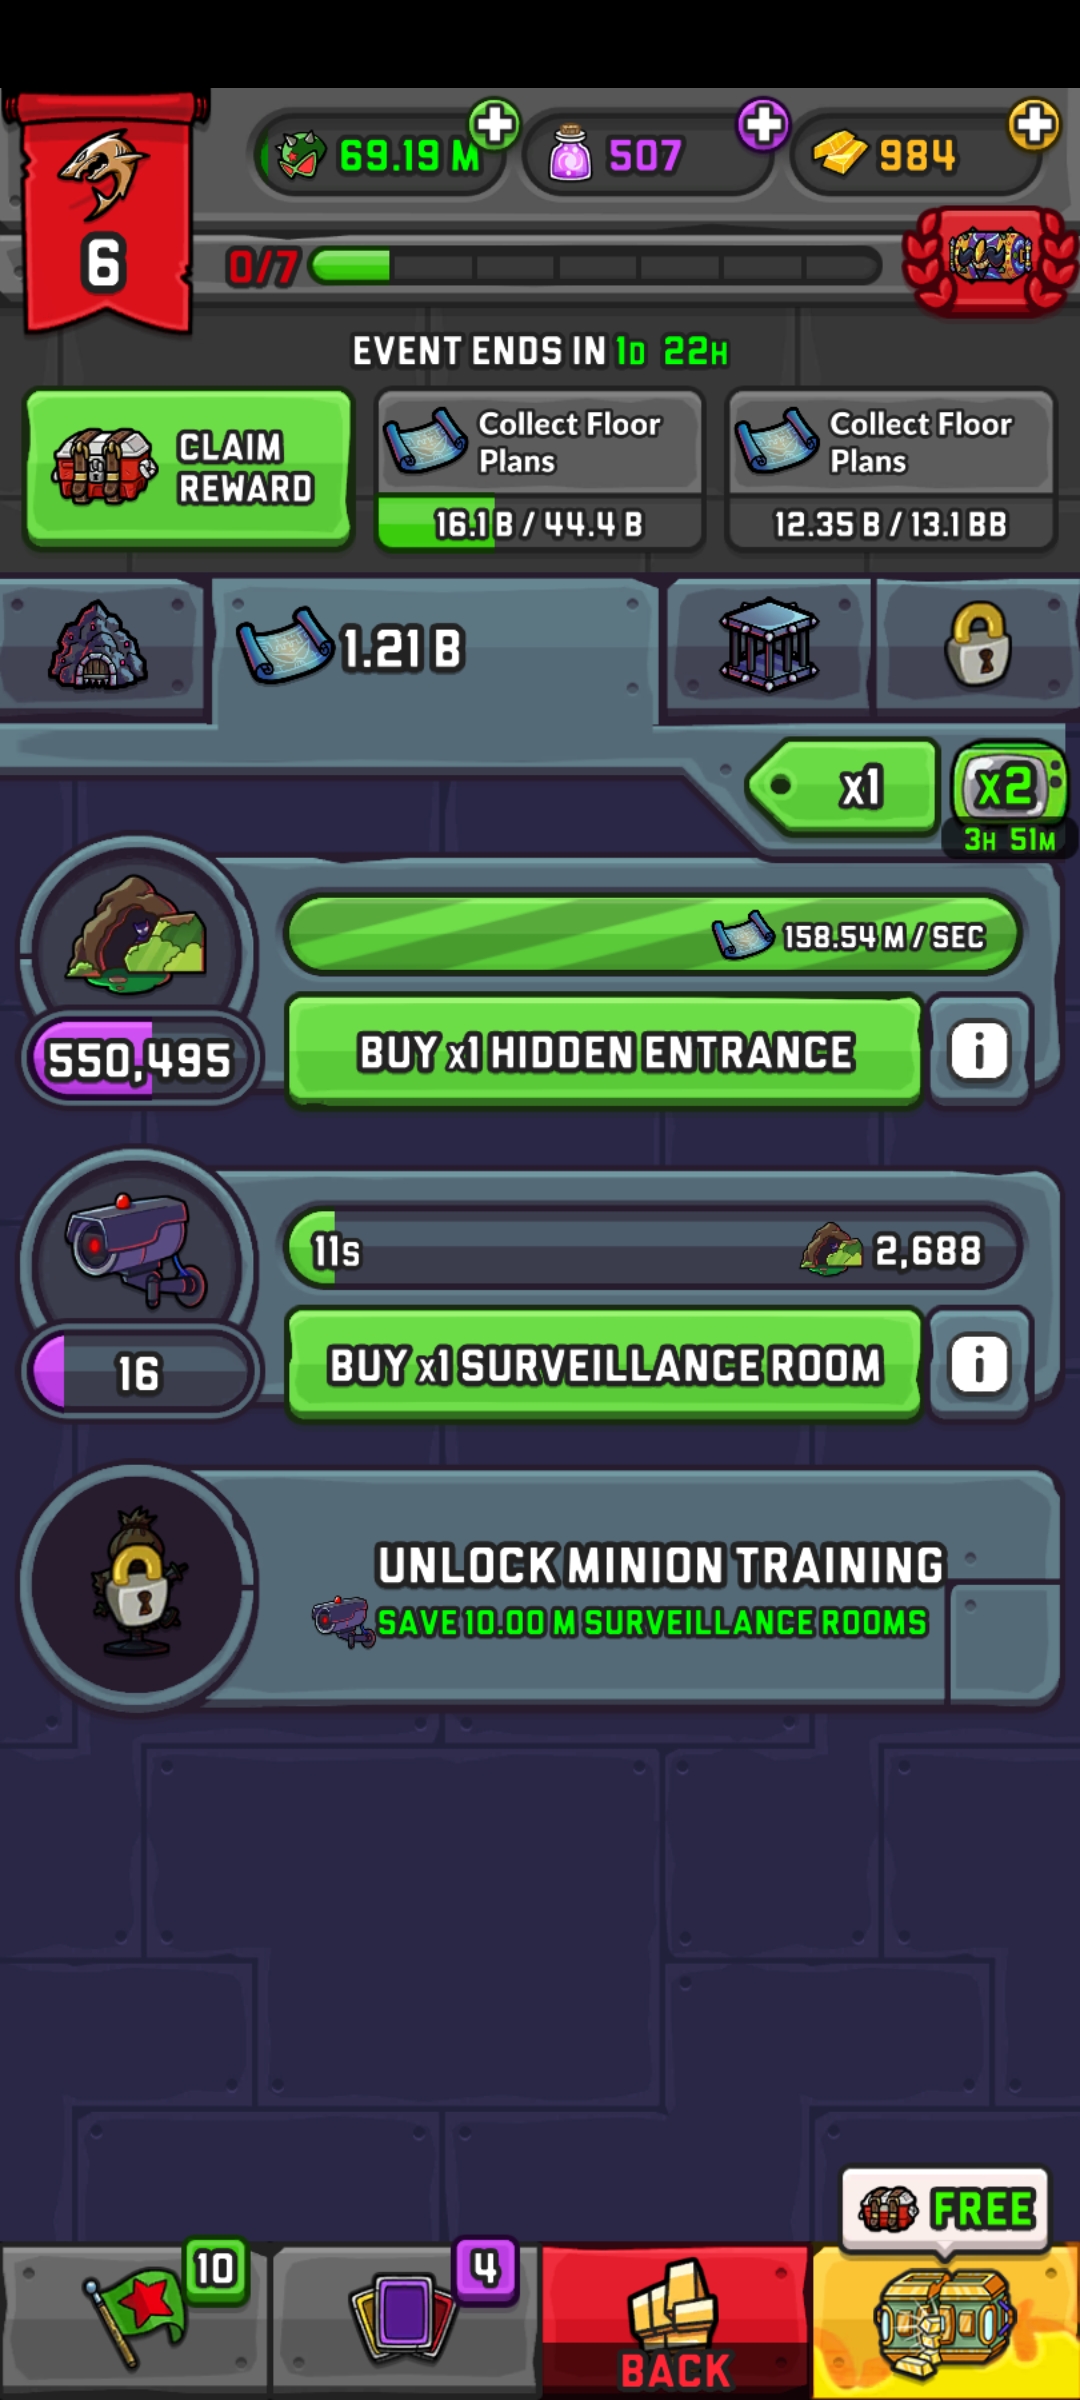 6
69.19 M
507
984
0/7
EVENT ENDS IN 1D 22H
CLAIM
REWARD
Collect Floor
Plans
16.1 B / 44.4 B
Collect Floor
Plans
12.35 B / 13.1 BB
1.21 B
x1
x2
3H 51M
158.54 M / SEC
550,495
BUY x1 HIDDEN ENTRANCE
i
11s
2,688
16
BUY x1 SURVEILLANCE ROOM
i
UNLOCK MINION TRAINING
SAVE 10.00 M SURVEILLANCE ROOMS
FREE
10
4
BACK